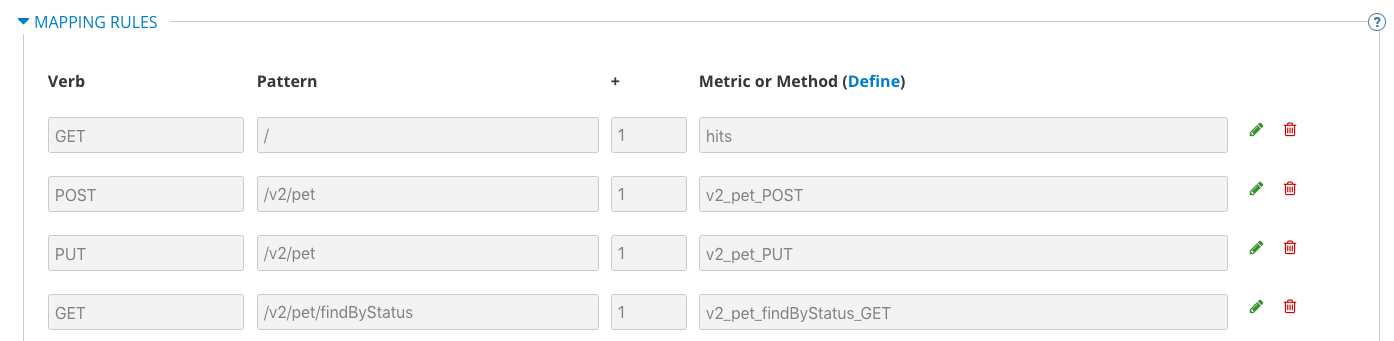 MAPPING RULES ?
Verb Pattern + Metric or Method (Define)
GET / 1 hits
POST /v2/pet 1 v2_pet_POST
PUT /v2/pet 1 v2_pet_PUT
GET /v2/pet/findByStatus 1 v2_pet_findByStatus_GET